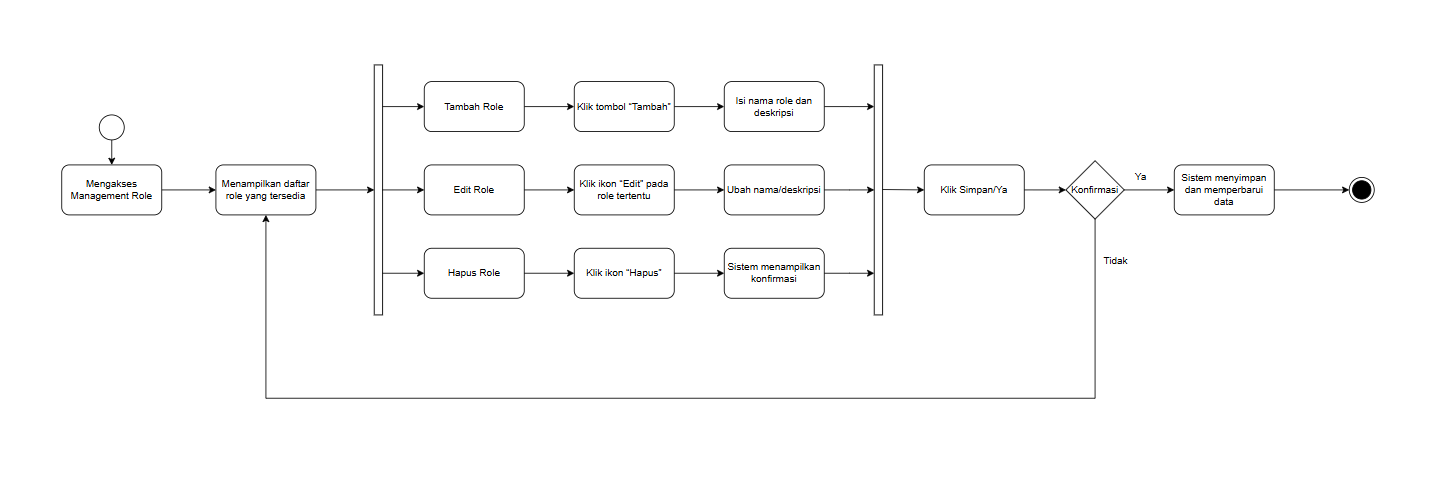 Mengakses
Management Role
Menampilkan daftar
role yang tersedia
Tambah Role
Klik tombol "Tambah"
Isi nama role dan
deskripsi
Edit Role
Klik ikon "Edit" pada
role tertentu
Ubah nama/deskripsi
Hapus Role
Klik ikon "Hapus"
Sistem menampilkan
konfirmasi
Klik Simpan/Ya
Konfirmasi
Ya
Tidak
Sistem menyimpan
dan memperbarui
data